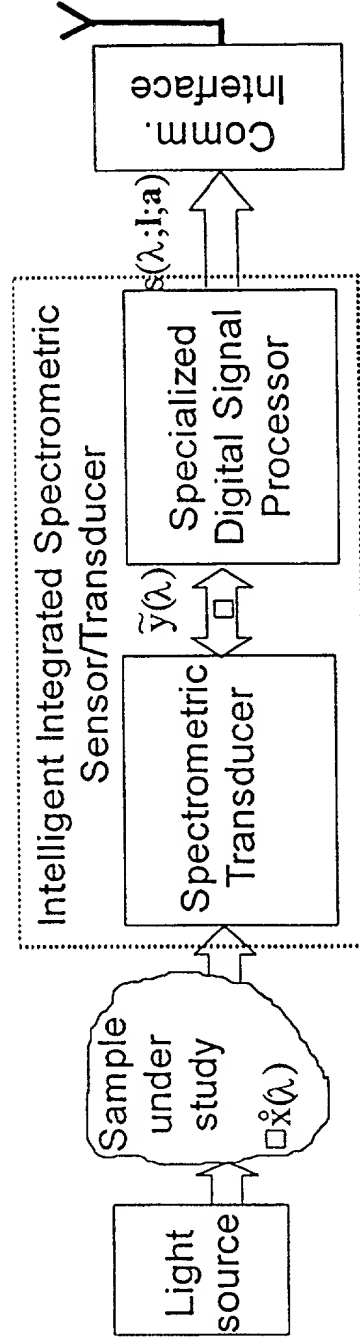 Light
source
Sample
under
study
□x̊(λ)
Intelligent Integrated Spectrometric
Sensor/Transducer
Spectrometric
Transducer
ỹ(λ)
□
Specialized
Digital Signal
Processor
s(λ;l;a)
Comm.
Interface